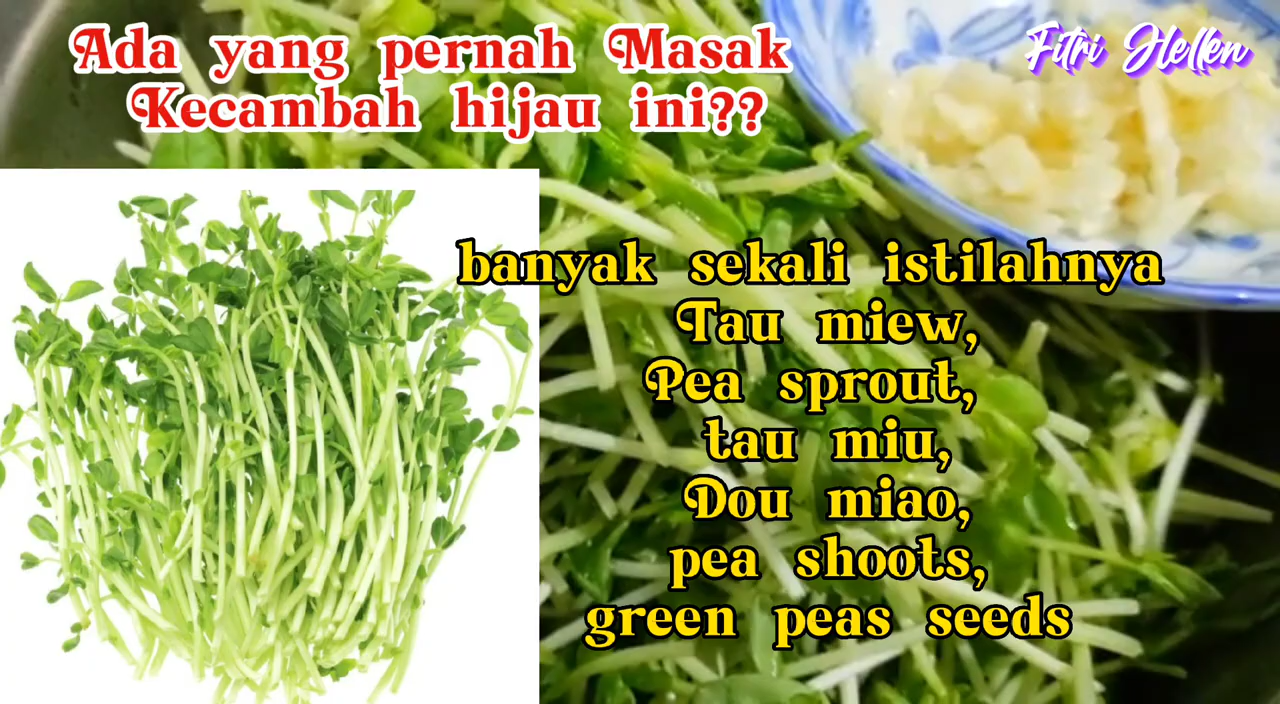 Ada yang pernah Masak
Kecambah hijau ini??
Fitri Hellen
banyak sekali istilahnya
Tau miew,
Pea sprout,
tau miu,
Dou miao,
pea shoots,
green peas seeds